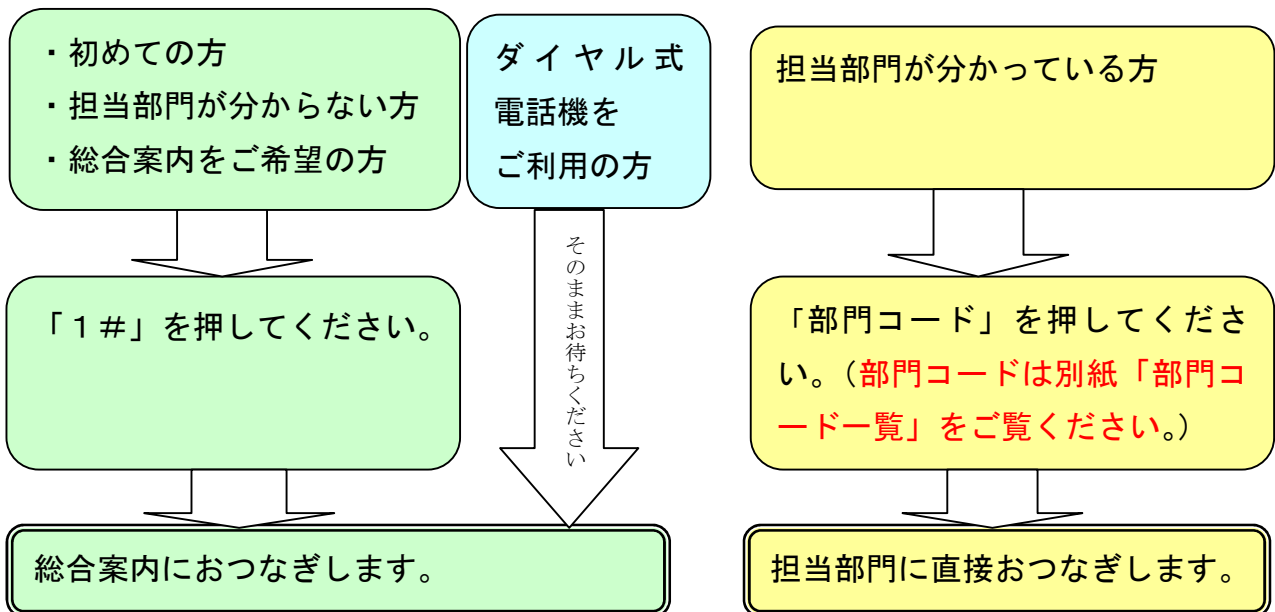 ・初めての方
・担当部門が分からない方
・総合案内をご希望の方
ダイヤル式
電話機を
ご利用の方
担当部門が分かっている方
そのままお待ちください
「１＃」を押してください。
「部門コード」を押してくださ
い。（部門コードは別紙「部門コ
ード一覧」をご覧ください。）
総合案内におつなぎします。
担当部門に直接おつなぎします。